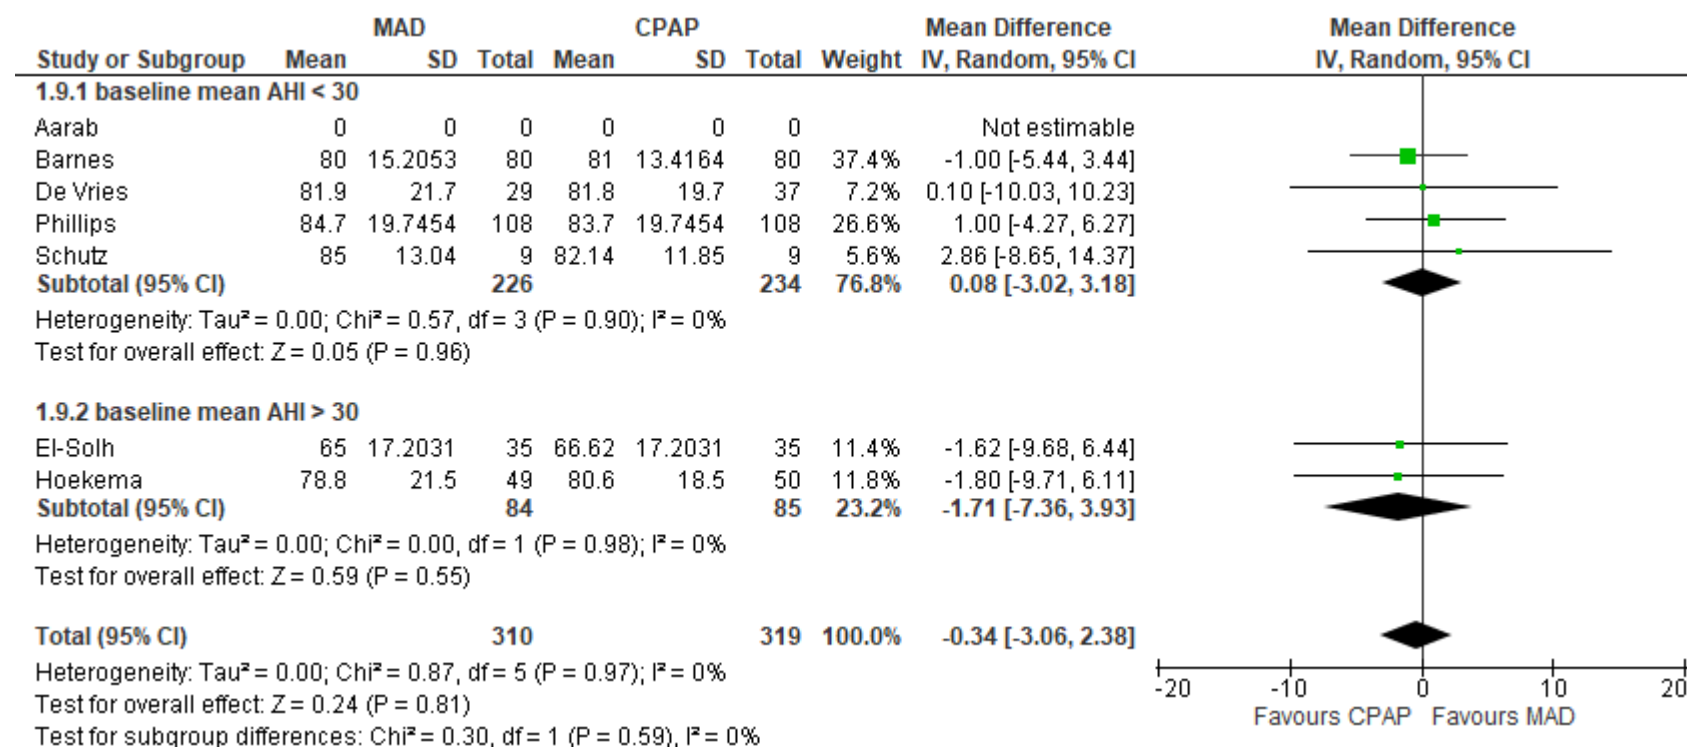 MAD CPAP Mean Difference Mean Difference
Study or Subgroup Mean SD Total Mean SD Total Weight IV, Random, 95% CI IV, Random, 95% CI
1.9.1 baseline mean AHI < 30
Aarab 0 0 0 0 0 0 Not estimable
Barnes 80 15.2053 80 81 13.4164 80 37.4% -1.00 [-5.44, 3.44]
De Vries 81.9 21.7 29 81.8 19.7 37 7.2% 0.10 [-10.03, 10.23]
Phillips 84.7 19.7454 108 83.7 19.7454 108 26.6% 1.00 [-4.27, 6.27]
Schutz 85 13.04 9 82.14 11.85 9 5.6% 2.86 [-8.65, 14.37]
Subtotal (95% CI) 226 234 76.8% 0.08 [-3.02, 3.18]
Heterogeneity: Tau² = 0.00; Chi² = 0.57, df = 3 (P = 0.90); I² = 0%
Test for overall effect: Z = 0.05 (P = 0.96)
1.9.2 baseline mean AHI > 30
El-Solh 65 17.2031 35 66.62 17.2031 35 11.4% -1.62 [-9.68, 6.44]
Hoekema 78.8 21.5 49 80.6 18.5 50 11.8% -1.80 [-9.71, 6.11]
Subtotal (95% CI) 84 85 23.2% -1.71 [-7.36, 3.93]
Heterogeneity: Tau² = 0.00; Chi² = 0.00, df = 1 (P = 0.98); I² = 0%
Test for overall effect: Z = 0.59 (P = 0.55)
Total (95% CI) 310 319 100.0% -0.34 [-3.06, 2.38]
Heterogeneity: Tau² = 0.00; Chi² = 0.87, df = 5 (P = 0.97); I² = 0%
Test for overall effect: Z = 0.24 (P = 0.81)
Test for subgroup differences: Chi² = 0.30, df = 1 (P = 0.59), I² = 0%
-20 -10 0 10 20
Favours CPAP Favours MAD